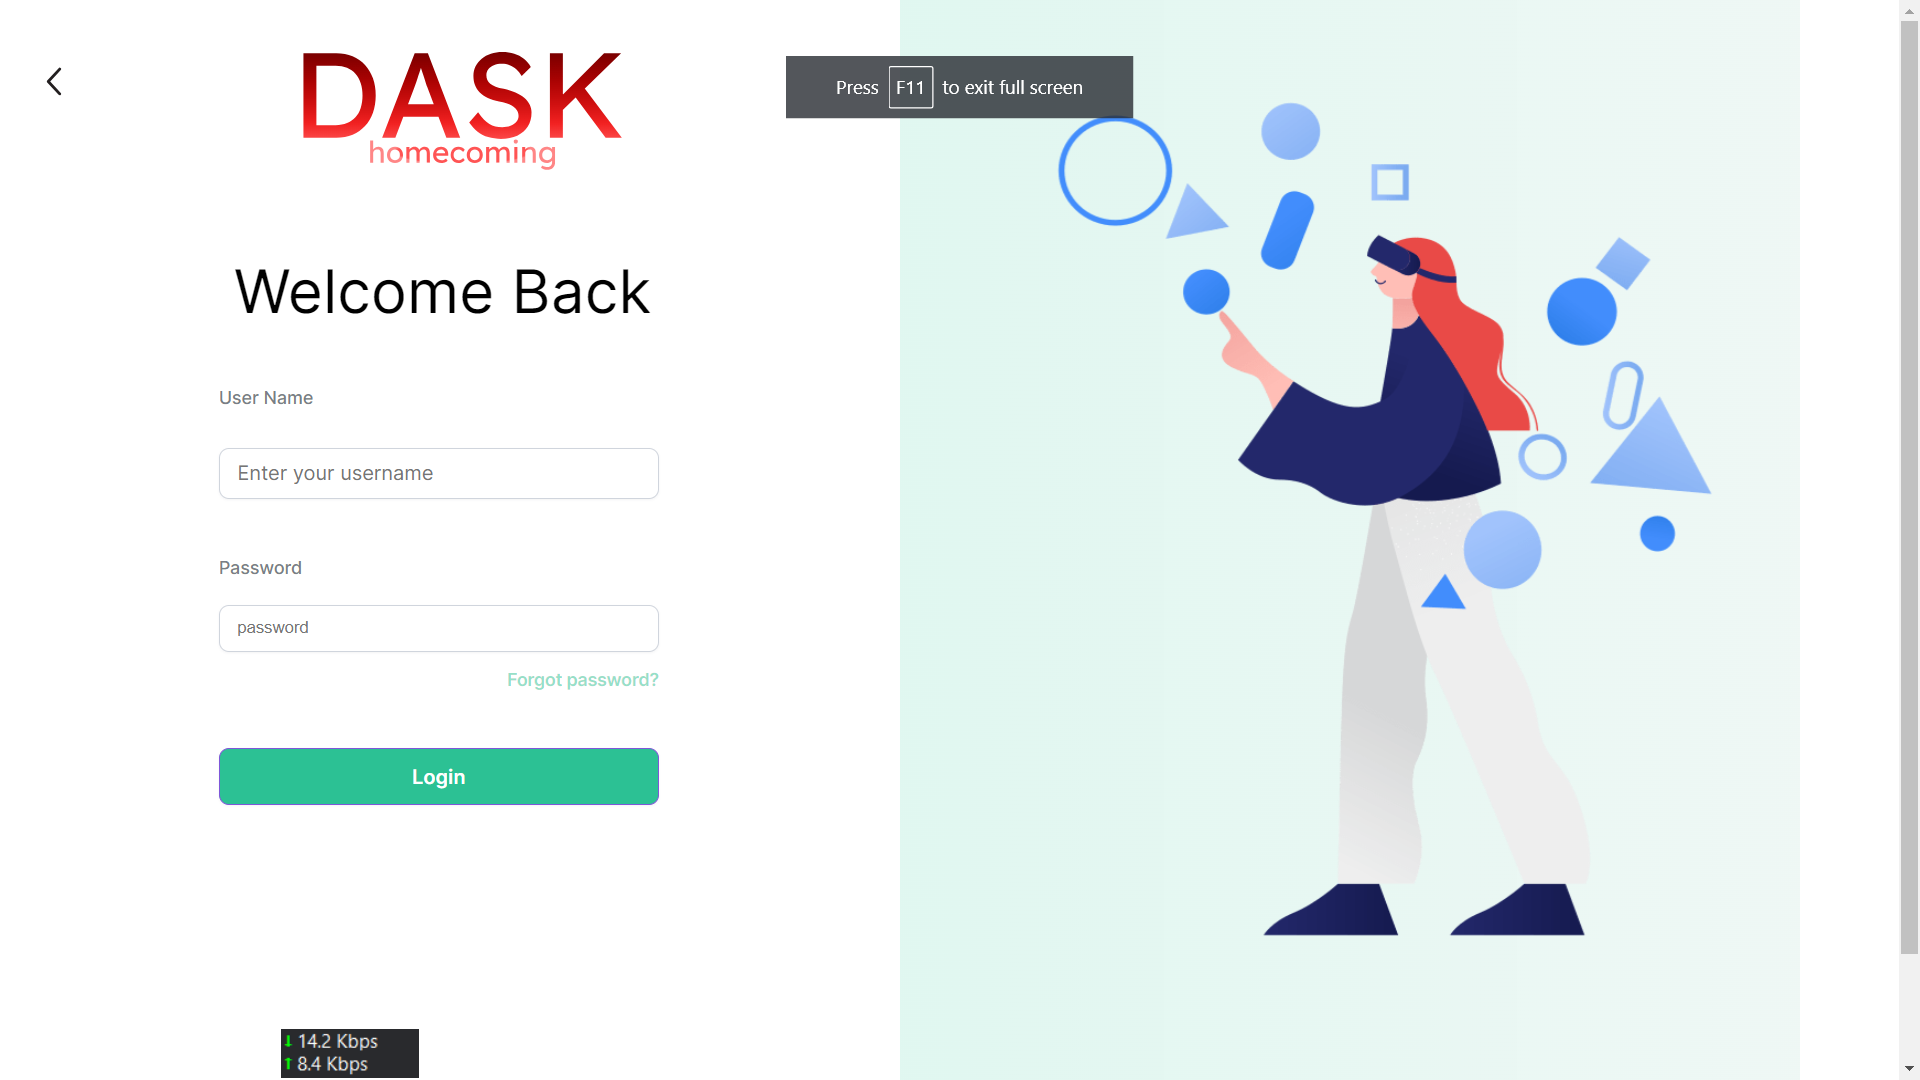 DASK
homecoming
Press F11 to exit full screen
Welcome Back
User Name
Enter your username
Password
password
Forgot password?
Login
14.2 Kbps
8.4 Kbps